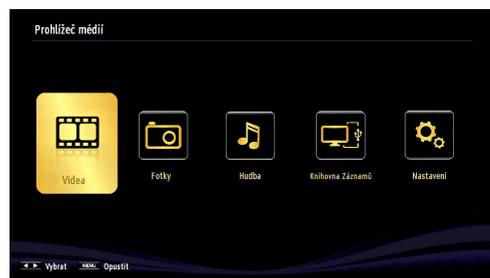 Prohlížeč médií
Videa Fotky Hudba Knihovna Záznamů Nastavení
Vybrat MENU Opustit